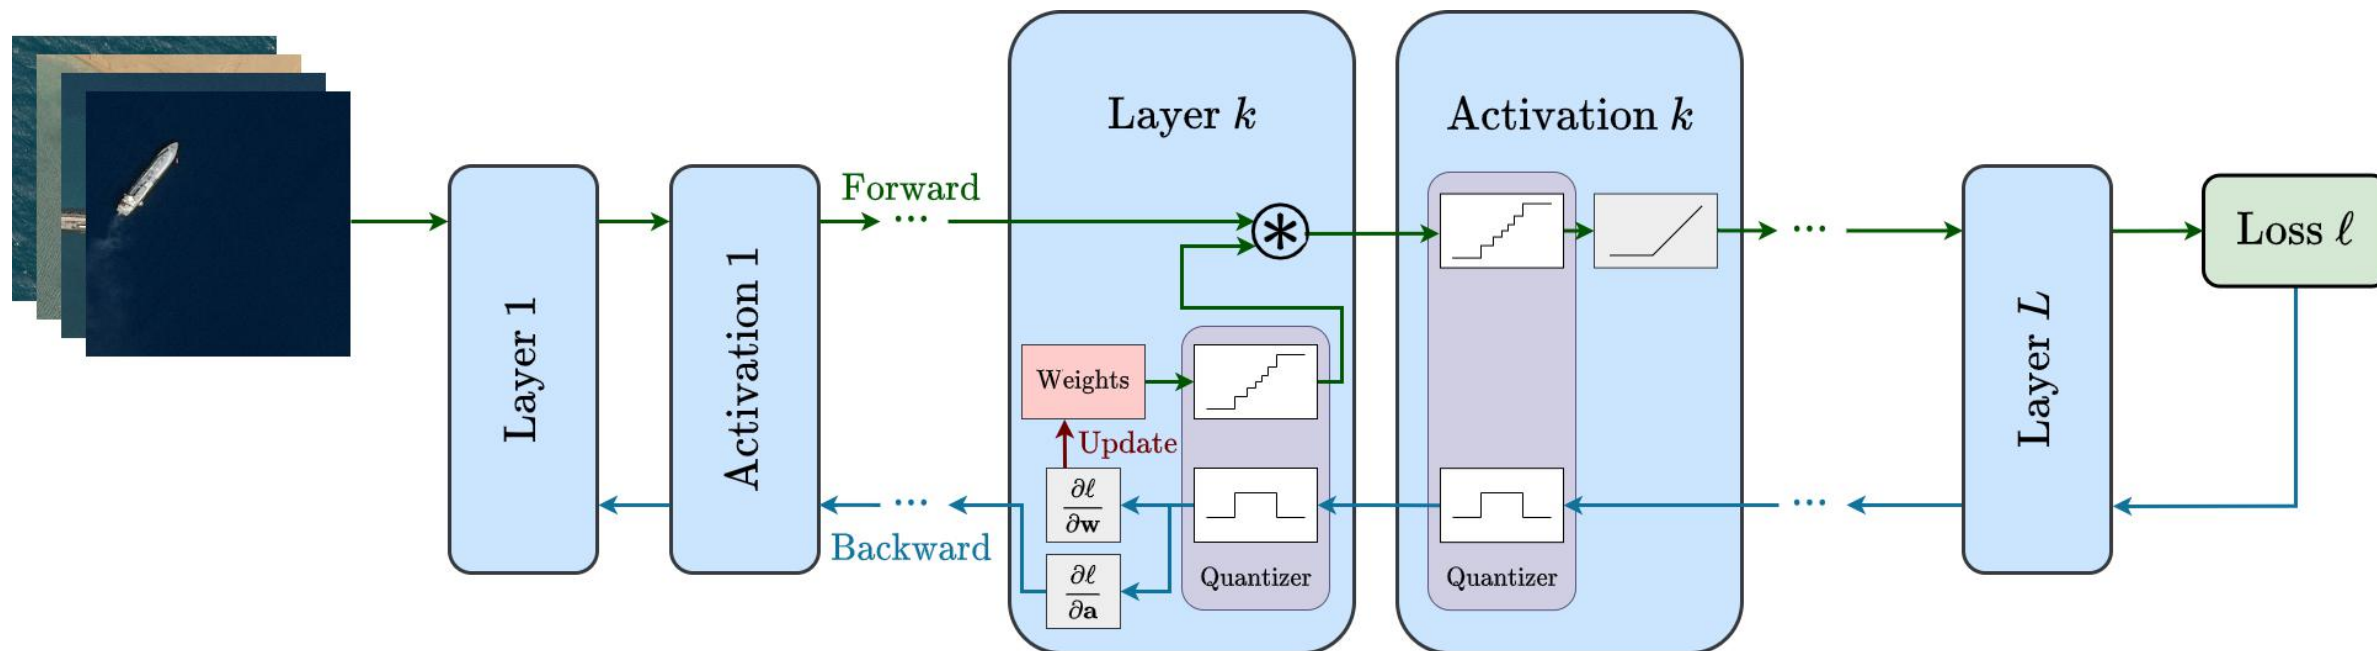 Layer 1
Activation 1
Forward
...
Backward
...
Layer k
Weights
Update
∂ℓ
∂w
∂ℓ
∂a
Quantizer
Activation k
Quantizer
...
...
Layer L
Loss ℓ